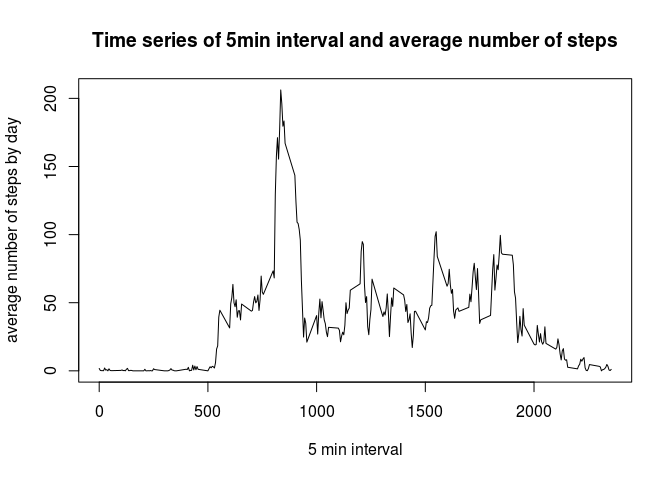 Time series of 5min interval and average number of steps
average number of steps by day
200
150
100
50
0
0 500 1000 1500 2000
5 min interval